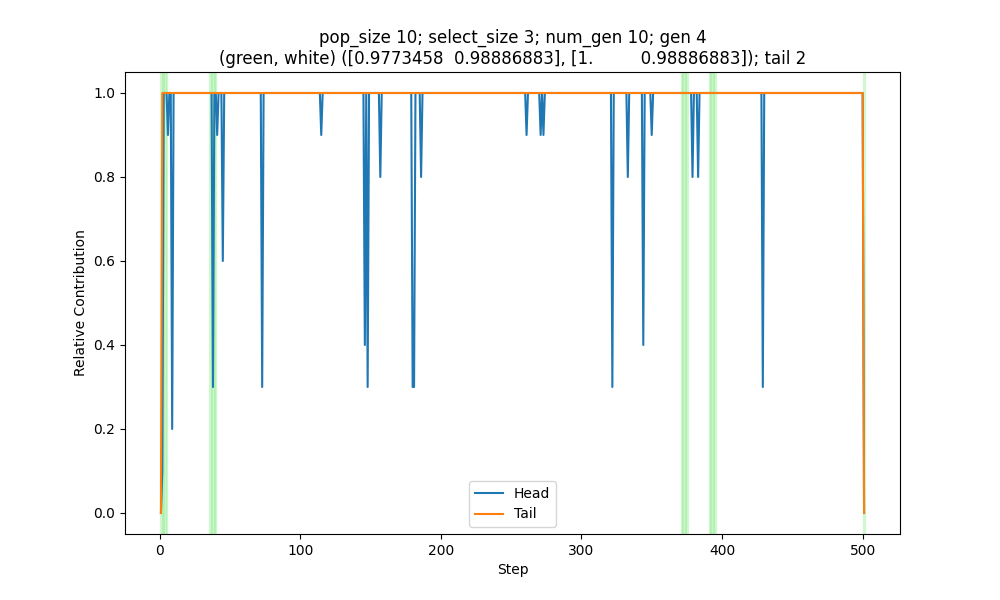 pop_size 10; select_size 3; num_gen 10; gen 4
(green, white) ([0.9773458  0.98886883], [1.         0.98886883]); tail 2
1.0
0.8
0.6
0.4
0.2
0.0
Relative Contribution
Head
Tail
0 100 200 300 400 500
Step